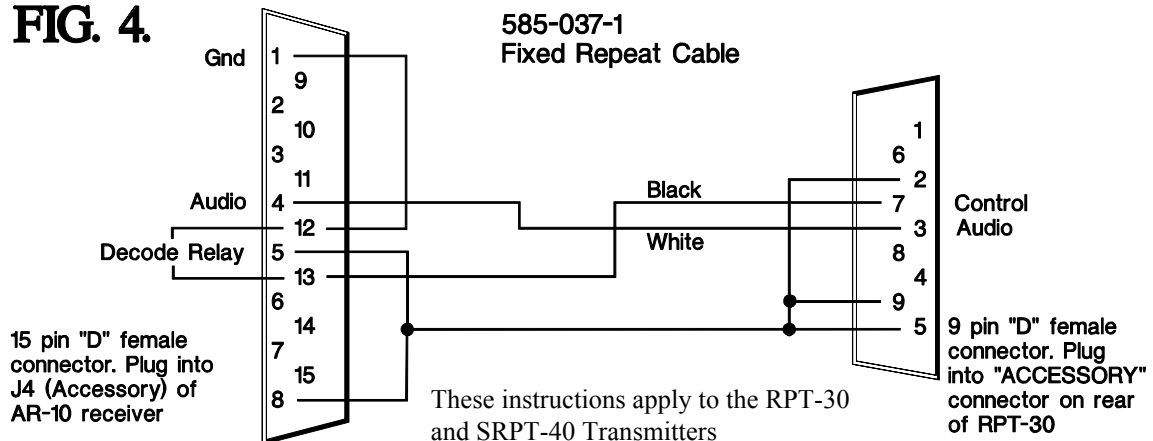 FIG. 4.
585-037-1
Fixed Repeat Cable
Gnd
1
9
2
10
3
11
Audio
4
12
Decode Relay
5
13
6
14
7
15
8
15 pin "D" female
connector. Plug into
J4 (Accessory) of
AR-10 receiver
Black
White
1
6
2
7
Control
3
Audio
8
4
9
5
9 pin "D" female
connector. Plug
into "ACCESSORY"
connector on rear
of RPT-30
These instructions apply to the RPT-30
and SRPT-40 Transmitters